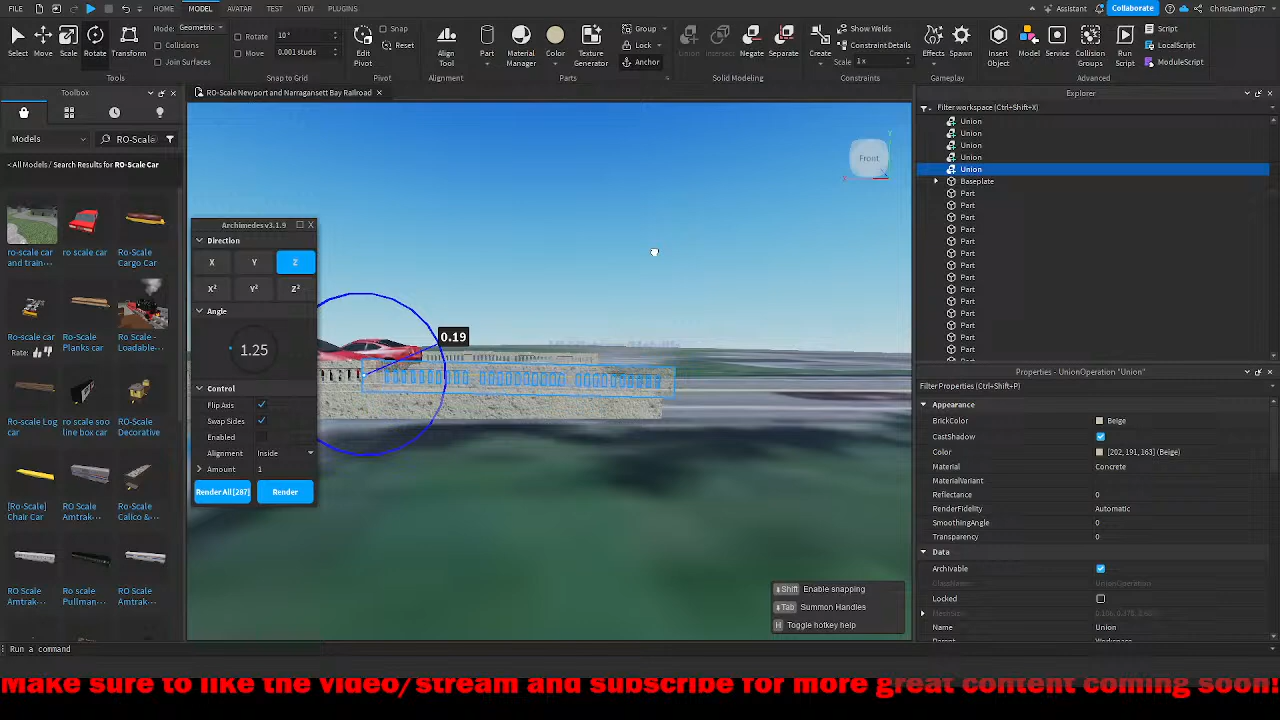 FILE HOME MODEL AVATAR TEST VIEW PLUGINS Assistant Collaborate ChrisGaming977
Select Move Scale Rotate Transform
Mode: Geometric
Collisions
Join Surfaces
Tools
Rotate 10°
Move 0.001 studs
Snap to Grid
Edit Pivot
Snap
Reset
Pivot
Align Tool
Alignment
Part Material Manager Color Texture Generator
Group
Lock
Anchor
Parts
Union Intersect Negate Separate
Solid Modeling
Create
Show Welds
Constraint Details
Scale 1x
Constraints
Effects Spawn
Gameplay
Insert Object Model Service Collision Groups Run Script
Script
LocalScript
ModuleScript
Advanced
Toolbox
Models
RO-Scale
<All Models / Search Results for RO-Scale Car
ro-scale car and train···
ro scale car
Ro-Scale Cargo Car
Rate:
Ro-Scale Planks car
Ro Scale - Loadable···
Ro-Scale Log car
ro scale soo line box car
RO-Scale Decorative
[Ro-Scale] Chair Car
RO Scale Amtrak···
Ro-Scale Calico &···
RO Scale Amtrak···
Ro Scale Pullman···
RO Scale Amtrak···
RO-Scale Newport and Narragansett Bay Railroad
Front
X
Y
Archimedes v3.1.9
Direction
X Y Z
X² Y² Z²
Angle
1.25
Control
Flip Axis
Swap Sides
Enabled
Alignment Inside
Amount 1
Render All [287] Render
0.19
Shift Enable snapping
Tab Summon Handles
H Toggle hotkey help
Explorer
Filter workspace (Ctrl+Shift+X)
Union
Union
Union
Union
Union
Baseplate
Part
Part
Part
Part
Part
Part
Part
Part
Part
Part
Part
Part
Part
Part
Properties - UnionOperation "Union"
Filter Properties (Ctrl+Shift+P)
Appearance
BrickColor Beige
CastShadow
Color [202, 191, 163] (Beige)
Material Concrete
MaterialVariant
Reflectance 0
RenderFidelity Automatic
SmoothingAngle 0
Transparency 0
Data
Archivable
ClassName UnionOperation
Locked
Name Union
Parent Workspace
Run a command
Make sure to like the video/stream and subscribe for more great content coming soon!